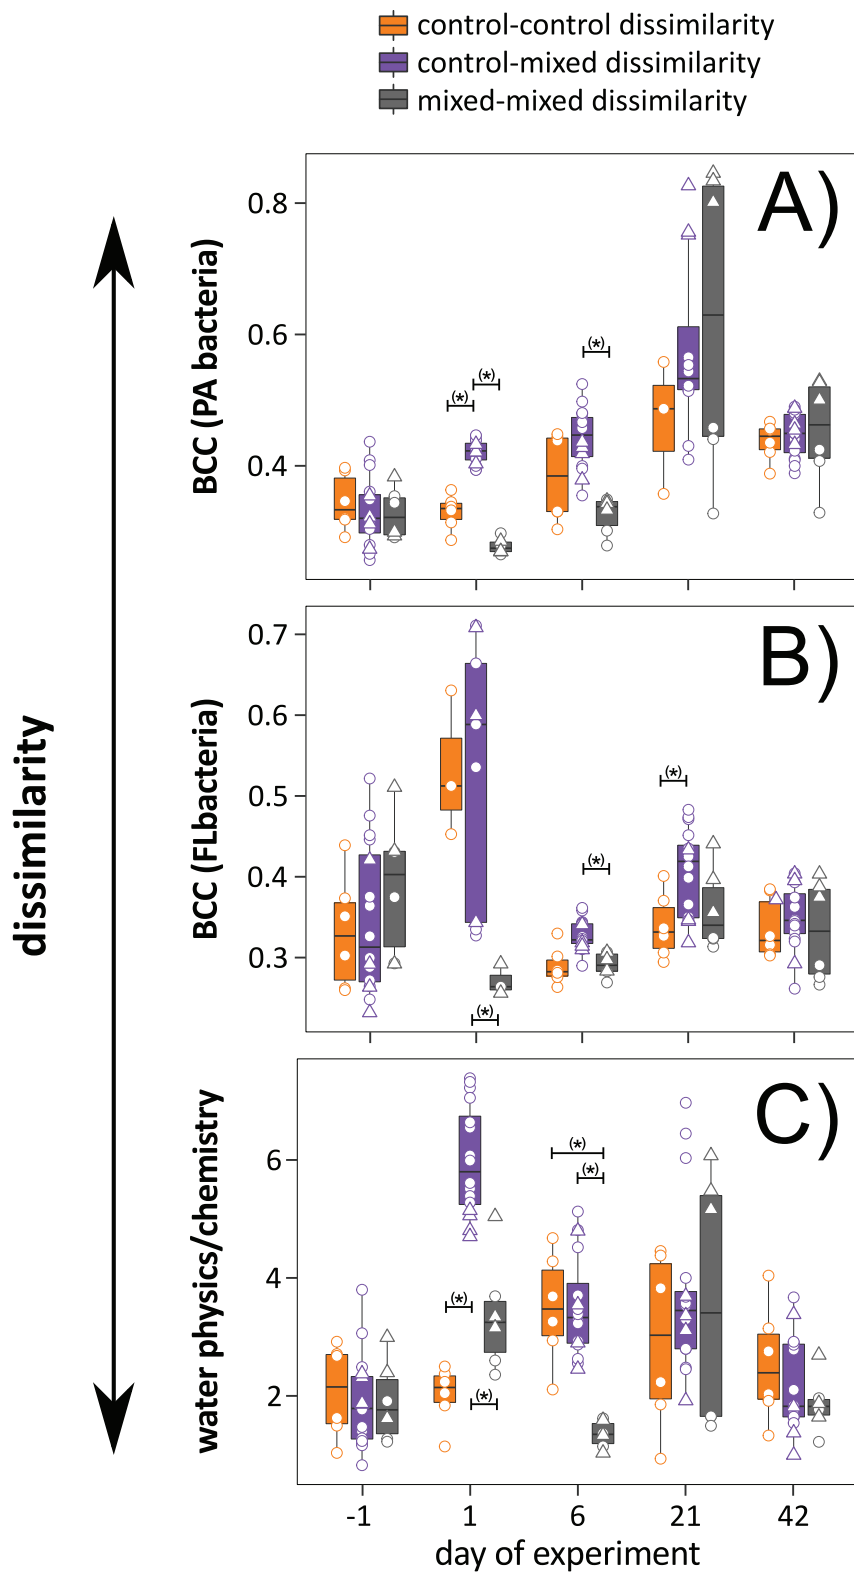 control-control dissimilarity
control-mixed dissimilarity
mixed-mixed dissimilarity
dissimilarity
A)
BCC (PA bacteria)
0.8
0.6
0.4
(*)
(*)
(*)
B)
BCC (FLbacteria)
0.7
0.6
0.5
0.4
0.3
(*)
(*)
(*)
C)
water physics/chemistry
6
4
2
(*)
(*)
(*)
(*)
-1 1 6 21 42
day of experiment